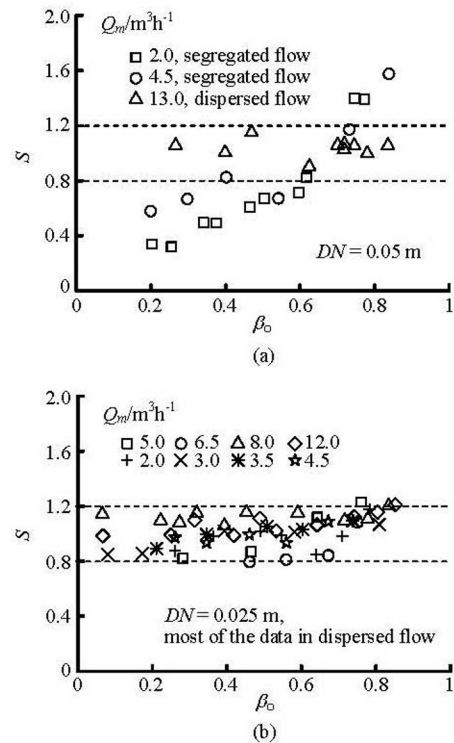 Qm/m³h⁻¹
2.0
1.6
□ 2.0, segregated flow
○ 4.5, segregated flow
△ 13.0, dispersed flow
1.2
S
0.8
0.4
DN = 0.05 m
0
0 0.2 0.4 0.6 0.8 1
βo
(a)
2.0
Qm/m³h⁻¹
□ 5.0 ○ 6.5 △ 8.0 ◇ 12.0
1.6
+ 2.0 × 3.0 ✳ 3.5 ☆ 4.5
1.2
S
0.8
DN = 0.025 m,
0.4
most of the data in dispersed flow
0
0 0.2 0.4 0.6 0.8 1
βo
(b)